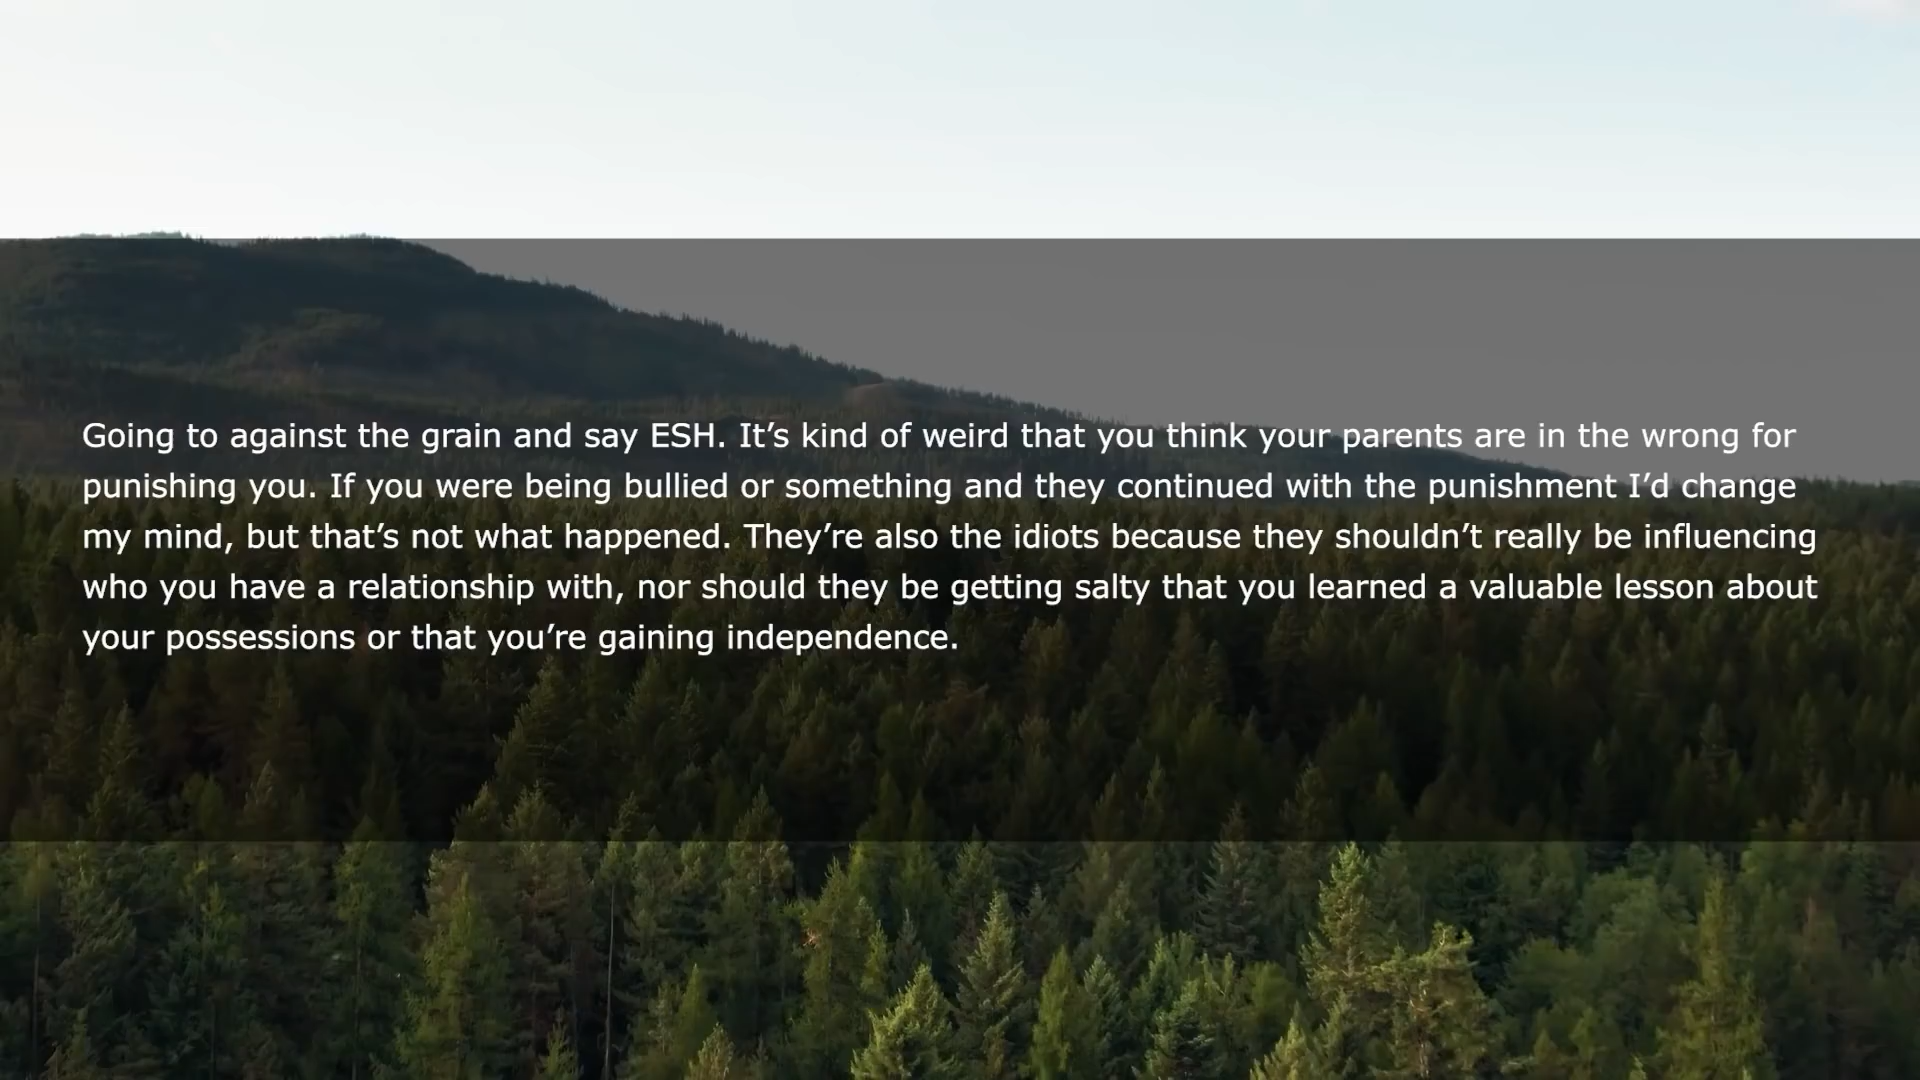 Going to against the grain and say ESH. It’s kind of weird that you think your parents are in the wrong for
punishing you. If you were being bullied or something and they continued with the punishment I’d change
my mind, but that’s not what happened. They’re also the idiots because they shouldn’t really be influencing
who you have a relationship with, nor should they be getting salty that you learned a valuable lesson about
your possessions or that you’re gaining independence.